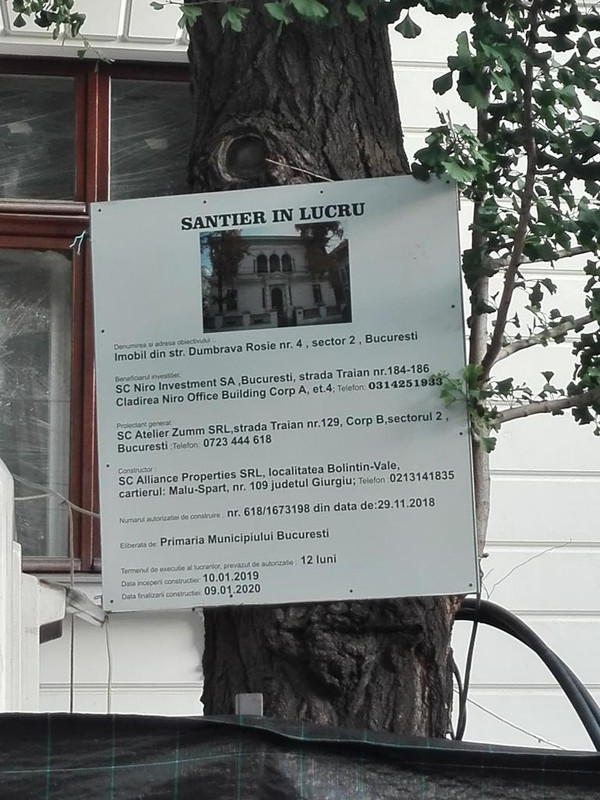 SANTIER IN LUCRU
Denumirea si adresa obiectivului :
Imobil din str. Dumbrava Rosie nr. 4 , sector 2 , Bucuresti
Beneficiarul investitiei:
SC Niro Investment SA ,Bucuresti, strada Traian nr.184-186
Cladirea Niro Office Building Corp A, et.4; Telefon: 0314251933
Proiectant general:
SC Atelier Zumm SRL,strada Traian nr.129, Corp B,sectorul 2 ,
Bucuresti :Telefon: 0723 444 618
Constructor :
SC Alliance Properties SRL, localitatea Bolintin-Vale,
cartierul: Malu-Spart, nr. 109 judetul Giurgiu; Telefon :0213141835
Numarul autorizatiei de construire : nr. 618/1673198 din data de:29.11.2018
Eliberata de: Primaria Municipiului Bucuresti
Termenul de executie al lucrarilor, prevazut de autorizatie : 12 luni
Data inceperii constructiei: 10.01.2019
Data finalizarii constructiei: 09.01.2020